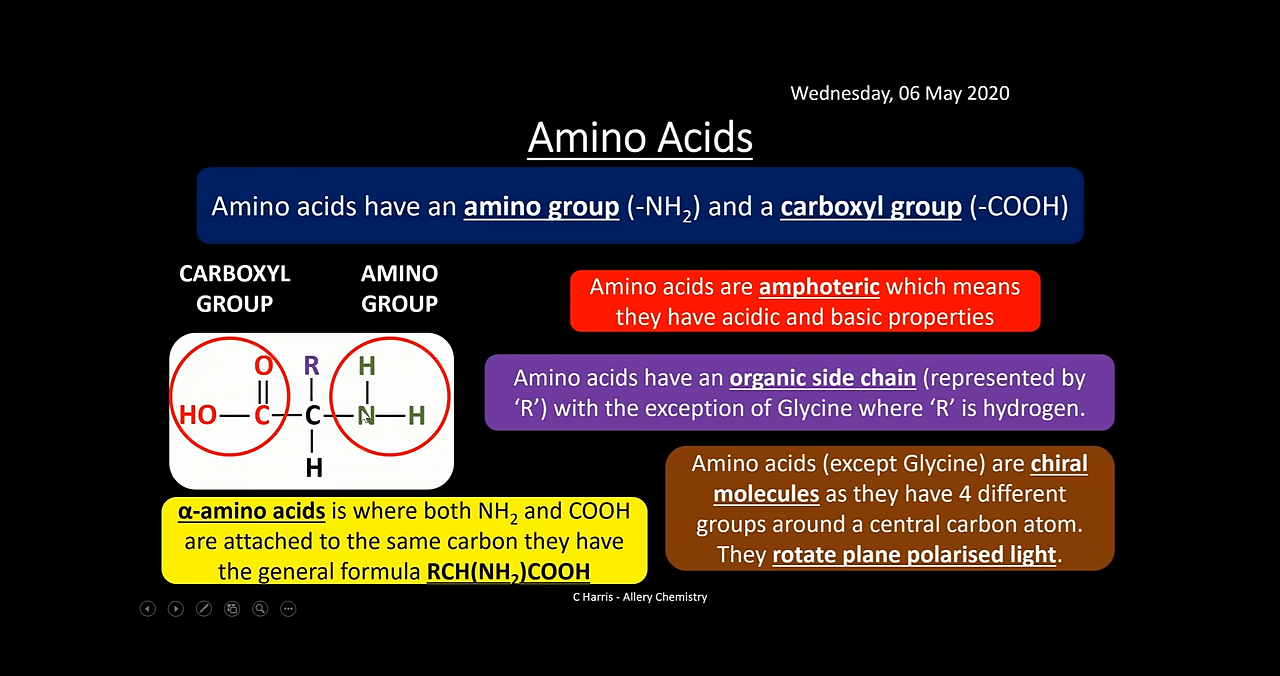 Wednesday, 06 May 2020
Amino Acids
Amino acids have an amino group (-NH₂) and a carboxyl group (-COOH)
CARBOXYL
GROUP
AMINO
GROUP
O R H
HO C C N H
H
Amino acids are amphoteric which means
they have acidic and basic properties
Amino acids have an organic side chain (represented by
‘R’) with the exception of Glycine where ‘R’ is hydrogen.
Amino acids (except Glycine) are chiral
molecules as they have 4 different
groups around a central carbon atom.
They rotate plane polarised light.
α-amino acids is where both NH₂ and COOH
are attached to the same carbon they have
the general formula RCH(NH₂)COOH
C Harris - Allery Chemistry